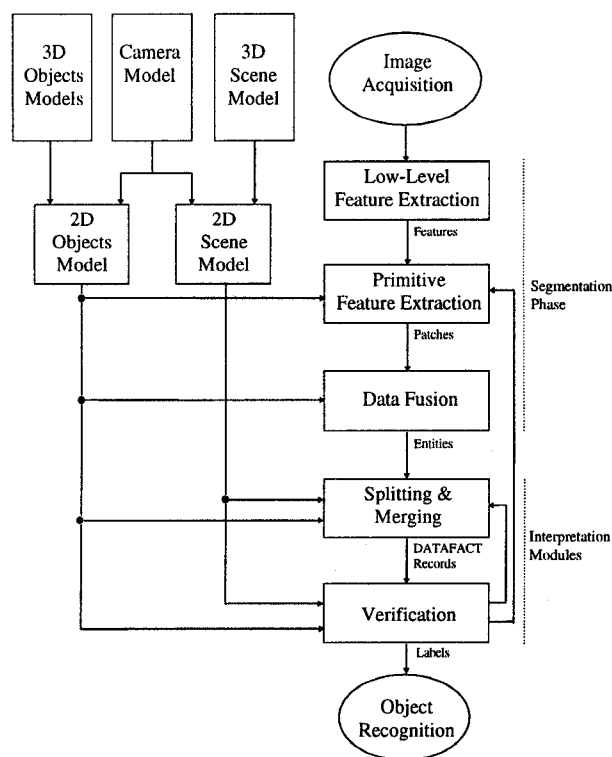 3D
Objects
Models
Camera
Model
3D
Scene
Model
Image
Acquisition
Low-Level
Feature Extraction
Features
2D
Objects
Model
2D
Scene
Model
Primitive
Feature Extraction
Segmentation
Phase
Patches
Data Fusion
Entities
Splitting &
Merging
DATAFACT
Records
Interpretation
Modules
Verification
Labels
Object
Recognition